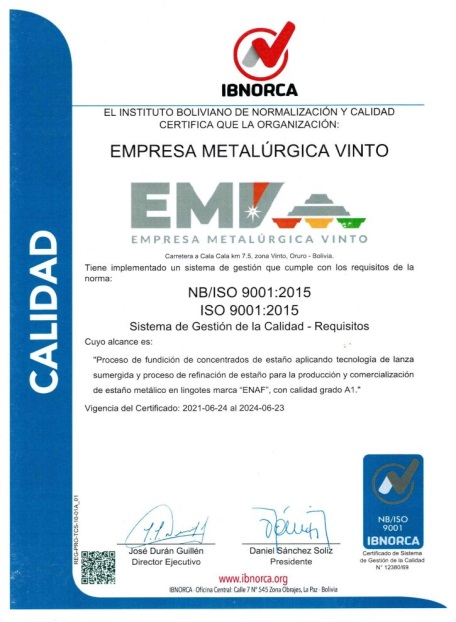 IBNORCA
EL INSTITUTO BOLIVIANO DE NORMALIZACIÓN Y CALIDAD
CERTIFICA QUE LA ORGANIZACIÓN:
EMPRESA METALÚRGICA VINTO
EMV
EMPRESA METALÚRGICA VINTO
Carretera a Cala Cala km 7.5, zona Vinto, Oruro - Bolivia.
Tiene implementado un sistema de gestión que cumple con los requisitos de la
norma:
NB/ISO 9001:2015
ISO 9001:2015
Sistema de Gestión de la Calidad - Requisitos
Cuyo alcance es:
"Proceso de fundición de concentrados de estaño aplicando tecnología de lanza
sumergida y proceso de refinación de estaño para la producción y comercialización
de estaño metálico en lingotes marca "ENAF", con calidad grado A1."
Vigencia del Certificado: 2021-06-24 al 2024-06-23
CALIDAD
REG-PRO-TCS-10-01A_01
José Durán Guillén
Director Ejecutivo
Daniel Sánchez Soliz
Presidente
NB/ISO
9001
IBNORCA
Certificado de Sistema
de Gestión de la Calidad
N° 12380/69
www.ibnorca.org
IBNORCA - Oficina Central: Calle 7 N° 545 Zona Obrajes, La Paz - Bolivia